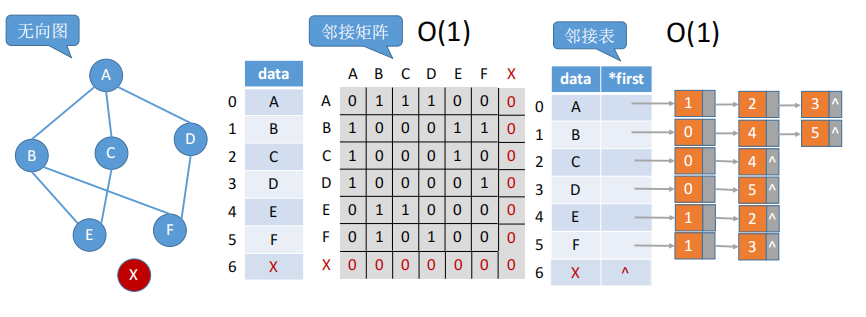 无向图
A
B
C
D
E
F
X
邻接矩阵 O(1)
data
0 A
1 B
2 C
3 D
4 E
5 F
6 X
A B C D E F X
A 0 1 1 1 0 0 0
B 1 0 0 0 1 1 0
C 1 0 0 0 1 0 0
D 1 0 0 0 0 1 0
E 0 1 1 0 0 0 0
F 0 1 0 1 0 0 0
X 0 0 0 0 0 0 0
邻接表 O(1)
data *first
0 A 1 2 3 ^
1 B 0 4 5 ^
2 C 0 4 ^
3 D 0 5 ^
4 E 1 2 ^
5 F 1 3 ^
6 X ^